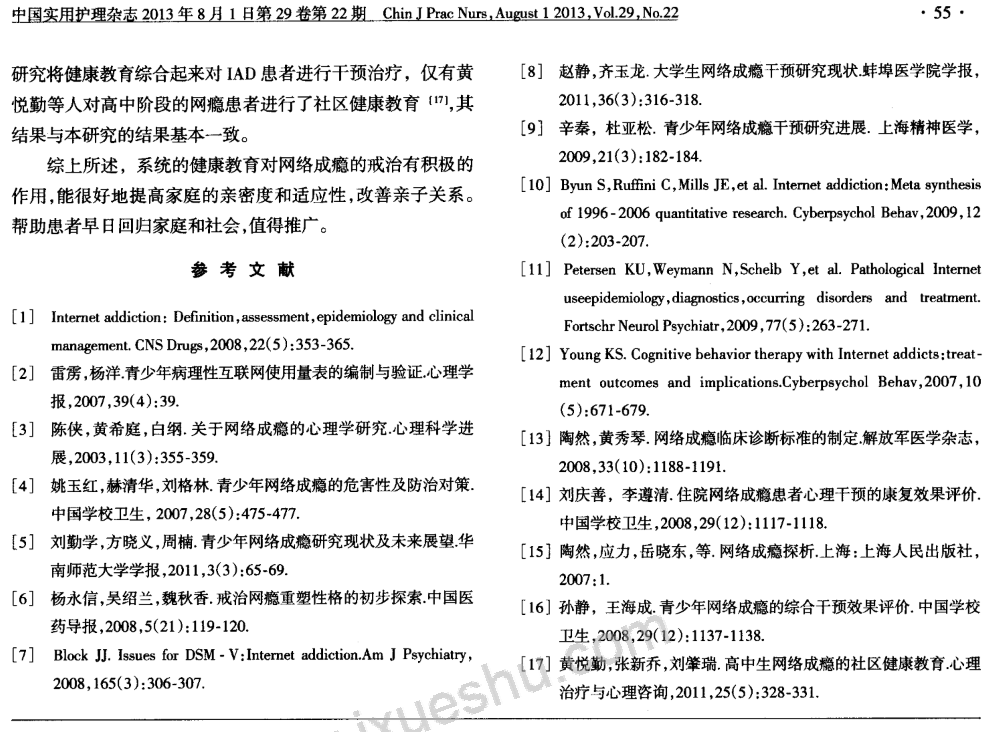 中国实用护理杂志 2013 年 8 月 1 日第 29 卷第 22 期 Chin J Prac Nurs, August 1 2013, Vol.29, No.22 · 55 ·
研究将健康教育综合起来对 IAD 患者进行干预治疗，仅有黄
悦勤等人对高中阶段的网瘾患者进行了社区健康教育 [17],其
结果与本研究的结果基本一致。
综上所述，系统的健康教育对网络成瘾的戒治有积极的
作用,能很好地提高家庭的亲密度和适应性,改善亲子关系。
帮助患者早日回归家庭和社会,值得推广。
参 考 文 献
[1] Internet addiction: Definition,assessment,epidemiology and clinical
management. CNS Drugs,2008,22(5):353-365.
[2] 雷雳,杨洋.青少年病理性互联网使用量表的编制与验证.心理学
报,2007,39(4):39.
[3] 陈侠,黄希庭,白纲. 关于网络成瘾的心理学研究.心理科学进
展,2003,11(3):355-359.
[4] 姚玉红,赫清华,刘格林. 青少年网络成瘾的危害性及防治对策.
中国学校卫生, 2007,28(5):475-477.
[5] 刘勤学,方晓义,周楠. 青少年网络成瘾研究现状及未来展望.华
南师范大学学报,2011,3(3):65-69.
[6] 杨永信,吴绍兰,魏秋香. 戒治网瘾重塑性格的初步探索.中国医
药导报,2008,5(21):119-120.
[7] Block JJ. Issues for DSM - V:Internet addiction.Am J Psychiatry,
2008,165(3):306-307.
[8] 赵静,齐玉龙. 大学生网络成瘾干预研究现状.蚌埠医学院学报,
2011,36(3):316-318.
[9] 辛秦，杜亚松. 青少年网络成瘾干预研究进展. 上海精神医学,
2009,21(3):182-184.
[10] Byun S,Ruffini C,Mills JE,et al. Internet addiction:Meta synthesis
of 1996-2006 quantitative research. Cyberpsychol Behav,2009,12
(2):203-207.
[11] Petersen KU,Weymann N,Schelb Y,et al. Pathological Internet
useepidemiology,diagnostics,occurring disorders and treatment.
Fortschr Neurol Psychiatr,2009,77(5):263-271.
[12] Young KS. Cognitive behavior therapy with Internet addicts:treat-
ment outcomes and implications.Cyberpsychol Behav,2007,10
(5):671-679.
[13] 陶然,黄秀琴. 网络成瘾临床诊断标准的制定.解放军医学杂志,
2008,33(10):1188-1191.
[14] 刘庆善，李遵清. 住院网络成瘾患者心理干预的康复效果评价.
中国学校卫生,2008,29(12):1117-1118.
[15] 陶然,应力,岳晓东,等. 网络成瘾探析.上海:上海人民出版社,
2007:1.
[16] 孙静，王海成. 青少年网络成瘾的综合干预效果评价. 中国学校
卫生,2008,29(12):1137-1138.
[17] 黄悦勤,张新乔,刘肇瑞. 高中生网络成瘾的社区健康教育.心理
治疗与心理咨询,2011,25(5):328-331.